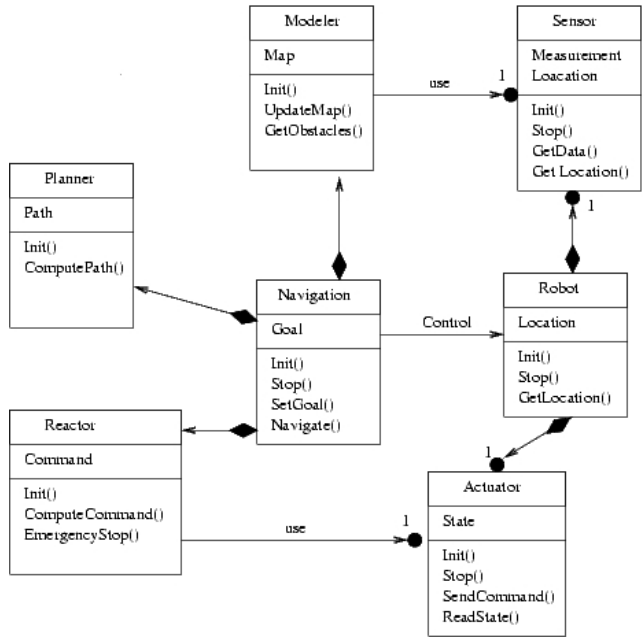 Modeler
Map
Init()
UpdateMap()
GetObstacles()
use
1
Sensor
Measurement
Loacation
Init()
Stop()
GetData()
Get Location()
1
Planner
Path
Init()
ComputePath()
Navigation
Goal
Init()
Stop()
SetGoal()
Navigate()
Control
Robot
Location
Init()
Stop()
GetLocation()
Reactor
Command
Init()
ComputeCommand()
EmergencyStop()
use
1
1
Actuator
State
Init()
Stop()
SendCommand()
ReadState()